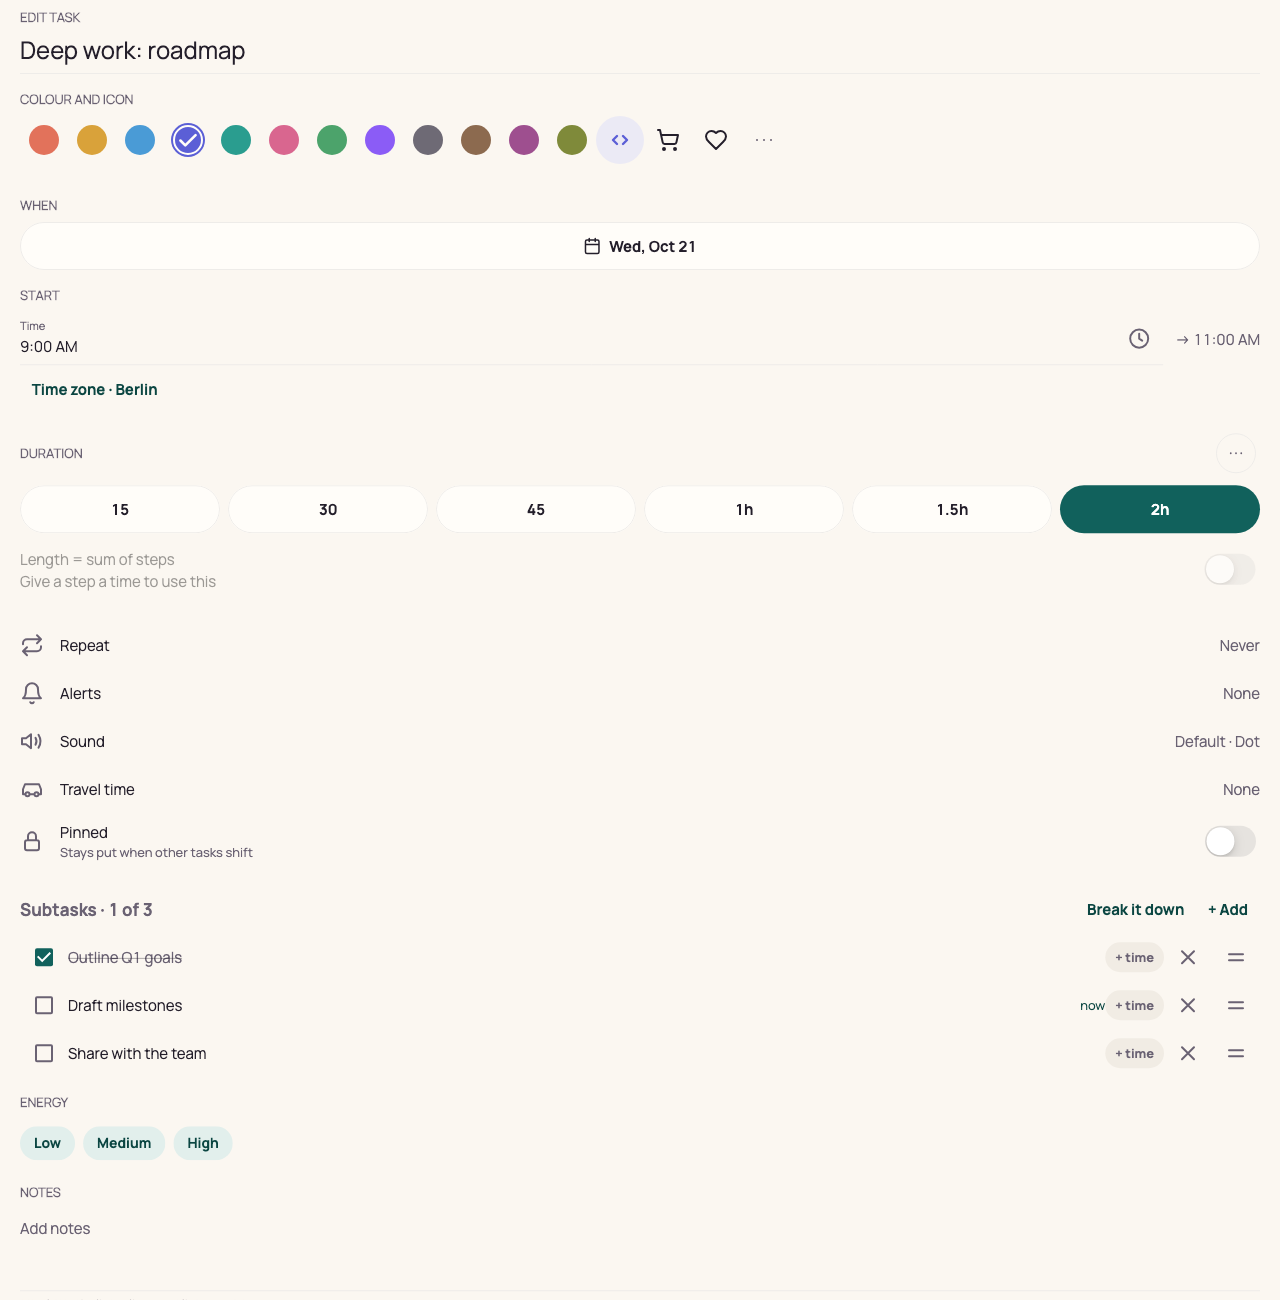 EDIT TASK
Deep work: roadmap
COLOUR AND ICON
WHEN
Wed, Oct 21
START
Time
9:00 AM
→ 11:00 AM
Time zone · Berlin
DURATION
15 30 45 1h 1.5h 2h
Length = sum of steps
Give a step a time to use this
Repeat Never
Alerts None
Sound Default · Dot
Travel time None
Pinned
Stays put when other tasks shift
Subtasks · 1 of 3 Break it down + Add
Outline Q1 goals + time
Draft milestones now + time
Share with the team + time
ENERGY
Low Medium High
NOTES
Add notes